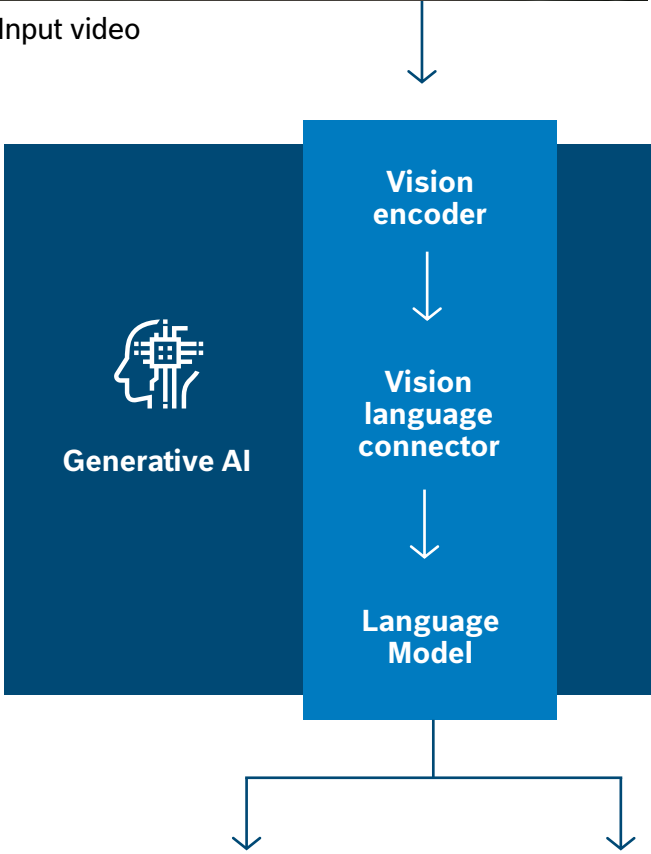 Input video
Vision
encoder
Vision
language
connector
Generative AI
Language
Model